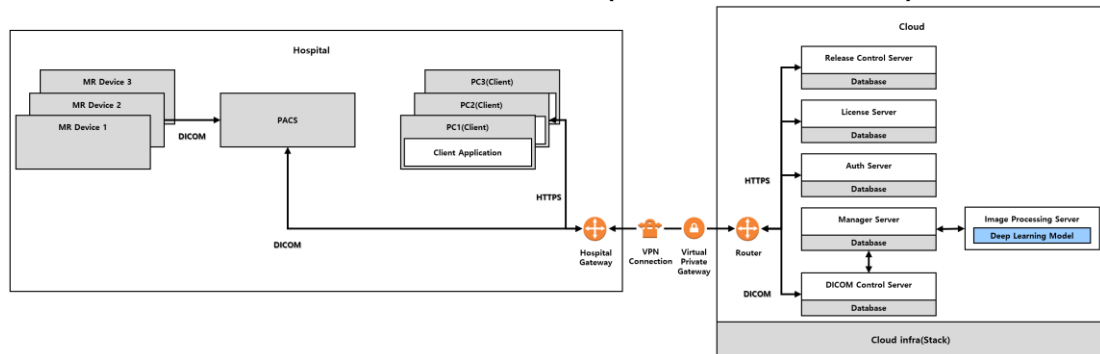 Hospital
MR Device 3
MR Device 2
MR Device 1
DICOM
PACS
PC3(Client)
PC2(Client)
PC1(Client)
Client Application
HTTPS
DICOM
Hospital
Gateway
VPN
Connection
Virtual
Private
Gateway
Router
Cloud
Release Control Server
Database
License Server
Database
Auth Server
Database
HTTPS
Manager Server
Database
Image Processing Server
Deep Learning Model
DICOM Control Server
Database
DICOM
Cloud infra(Stack)